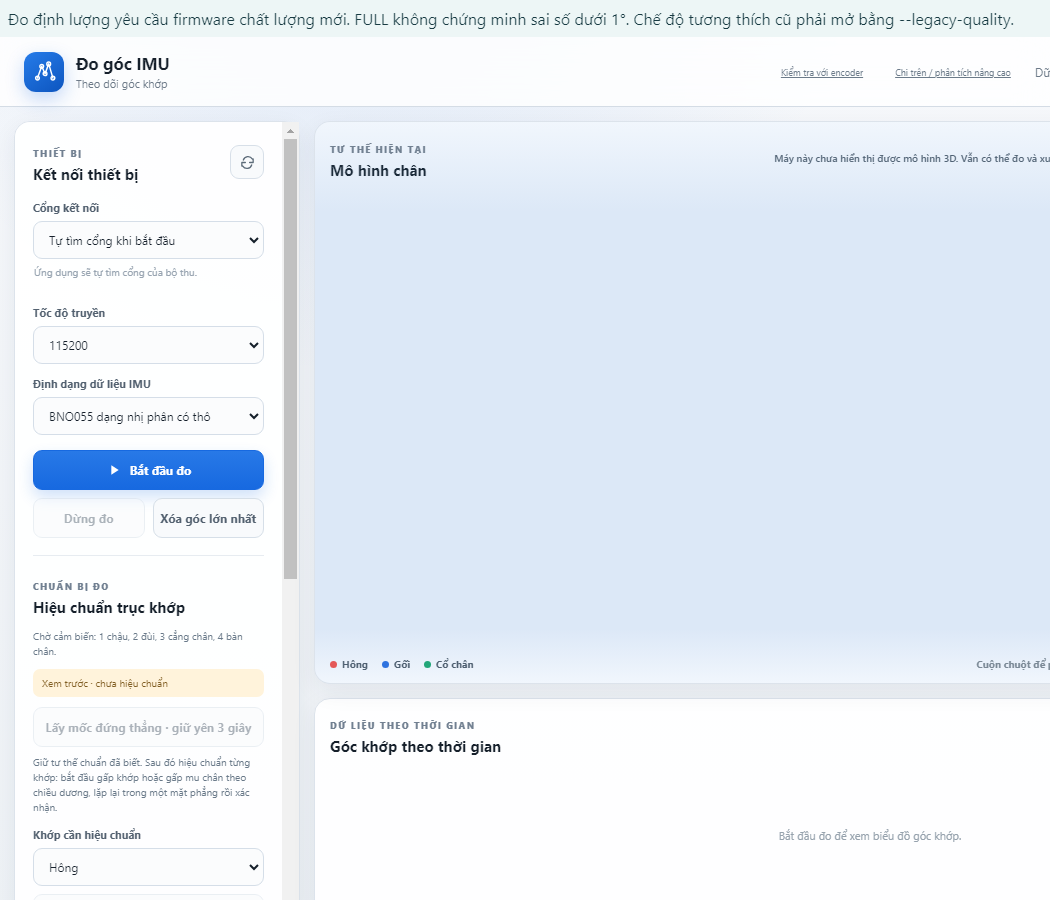 Đo định lượng yêu cầu firmware chất lượng mới. FULL không chứng minh sai số dưới 1°. Chế độ tương thích cũ phải mở bằng --legacy-quality.
Đo góc IMU
Theo dõi góc khớp
Kiểm tra với encoder
Chi trên / phân tích nâng cao
Dữ
THIẾT BỊ
Kết nối thiết bị
Cổng kết nối
Tự tìm cổng khi bắt đầu
Ứng dụng sẽ tự tìm cổng của bộ thu.
Tốc độ truyền
115200
Định dạng dữ liệu IMU
BNO055 dạng nhị phân có thô
Bắt đầu đo
Dừng đo
Xóa góc lớn nhất
CHUẨN BỊ ĐO
Hiệu chuẩn trục khớp
Chờ cảm biến: 1 chậu, 2 đùi, 3 cẳng chân, 4 bàn
chân.
Xem trước · chưa hiệu chuẩn
Lấy mốc đứng thẳng · giữ yên 3 giây
Giữ tư thế chuẩn đã biết. Sau đó hiệu chuẩn từng
khớp: bắt đầu gấp khớp hoặc gấp mu chân theo
chiều dương, lặp lại trong một mặt phẳng rồi xác
nhận.
Khớp cần hiệu chuẩn
Hông
TƯ THẾ HIỆN TẠI
Mô hình chân
Máy này chưa hiển thị được mô hình 3D. Vẫn có thể đo và xu
Hông
Gối
Cổ chân
Cuộn chuột để p
DỮ LIỆU THEO THỜI GIAN
Góc khớp theo thời gian
Bắt đầu đo để xem biểu đồ góc khớp.